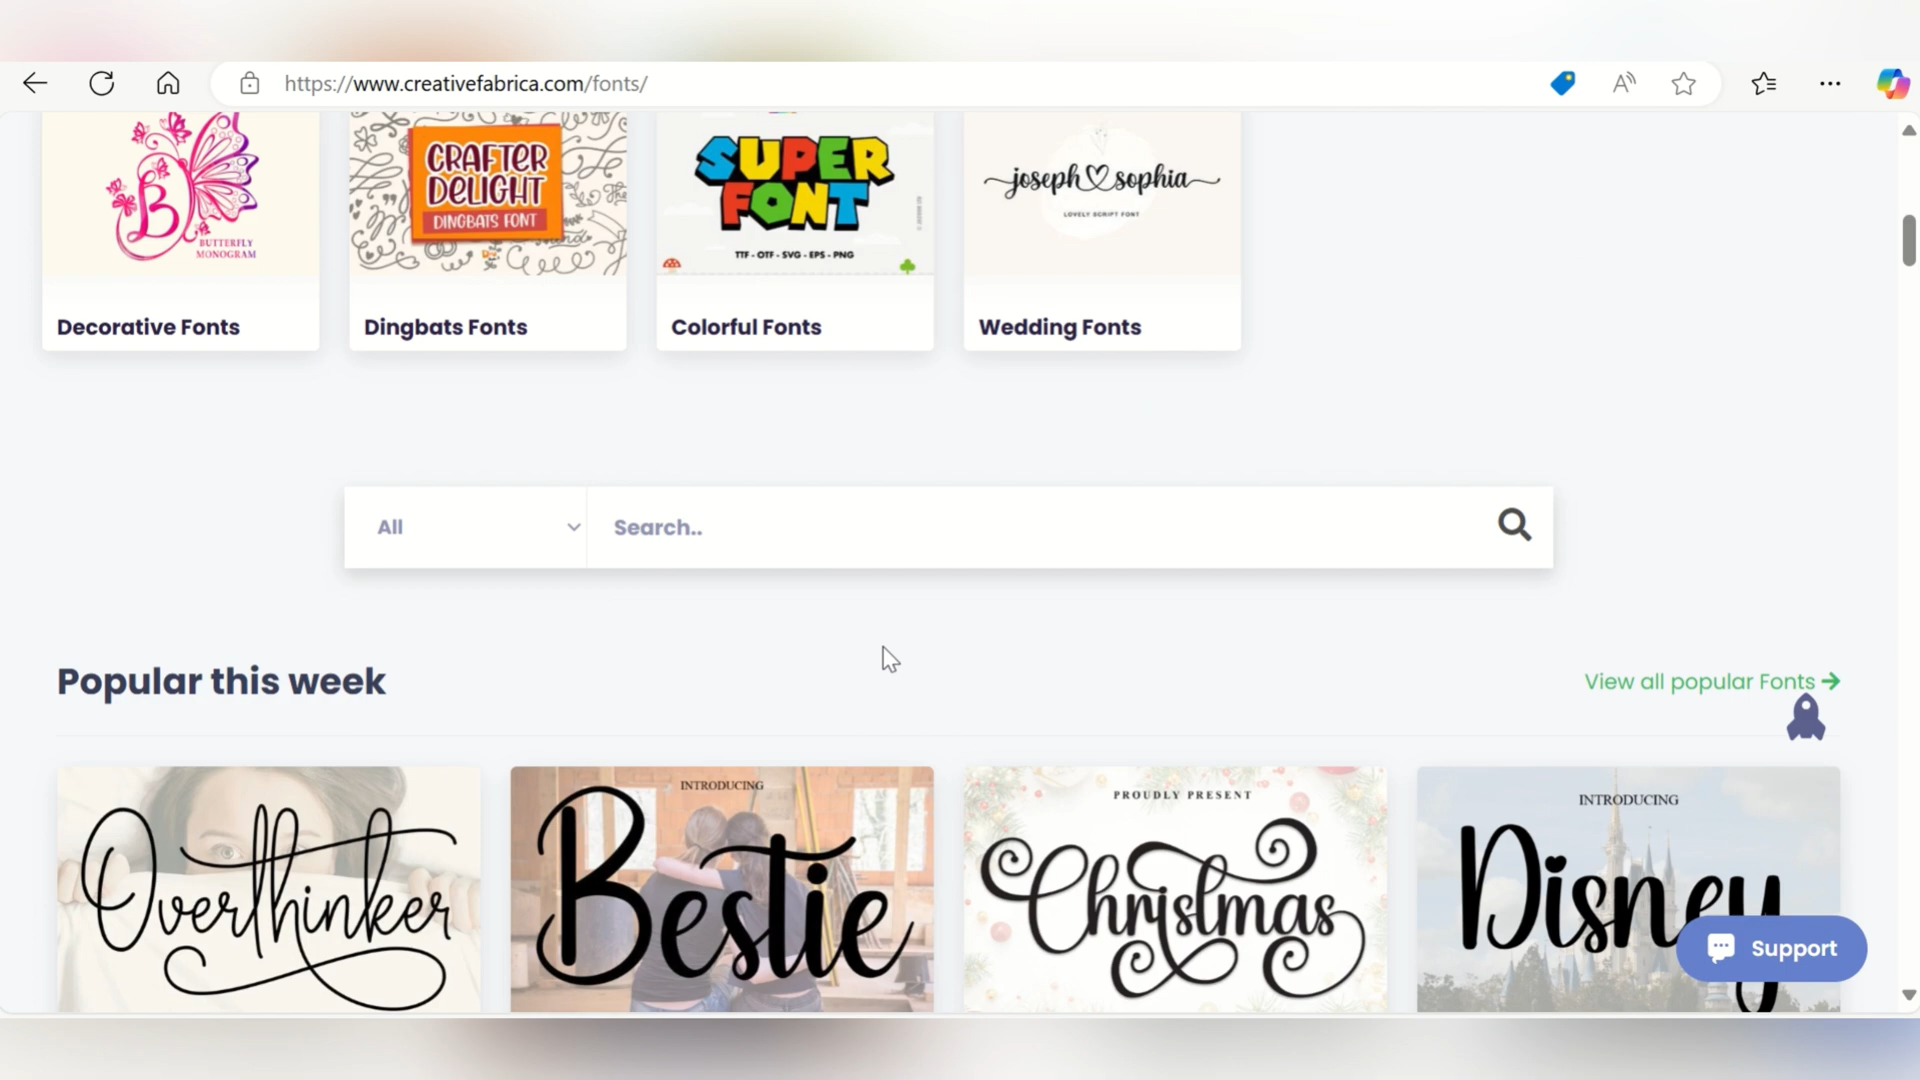 https://www.creativefabrica.com/fonts/
B
BUTTERFLY
MONOGRAM
CRAFTER
DELIGHT
DINGBATS FONT
SUPER
FONT
TTF - OTF - SVG - EPS - PNG
joseph sophia
LOVELY SCRIPT FONT
Decorative Fonts
Dingbats Fonts
Colorful Fonts
Wedding Fonts
All
Search..
Popular this week
View all popular Fonts
Overthinker
INTRODUCING
Bestie
PROUDLY PRESENT
Christmas
INTRODUCING
Disney
Support